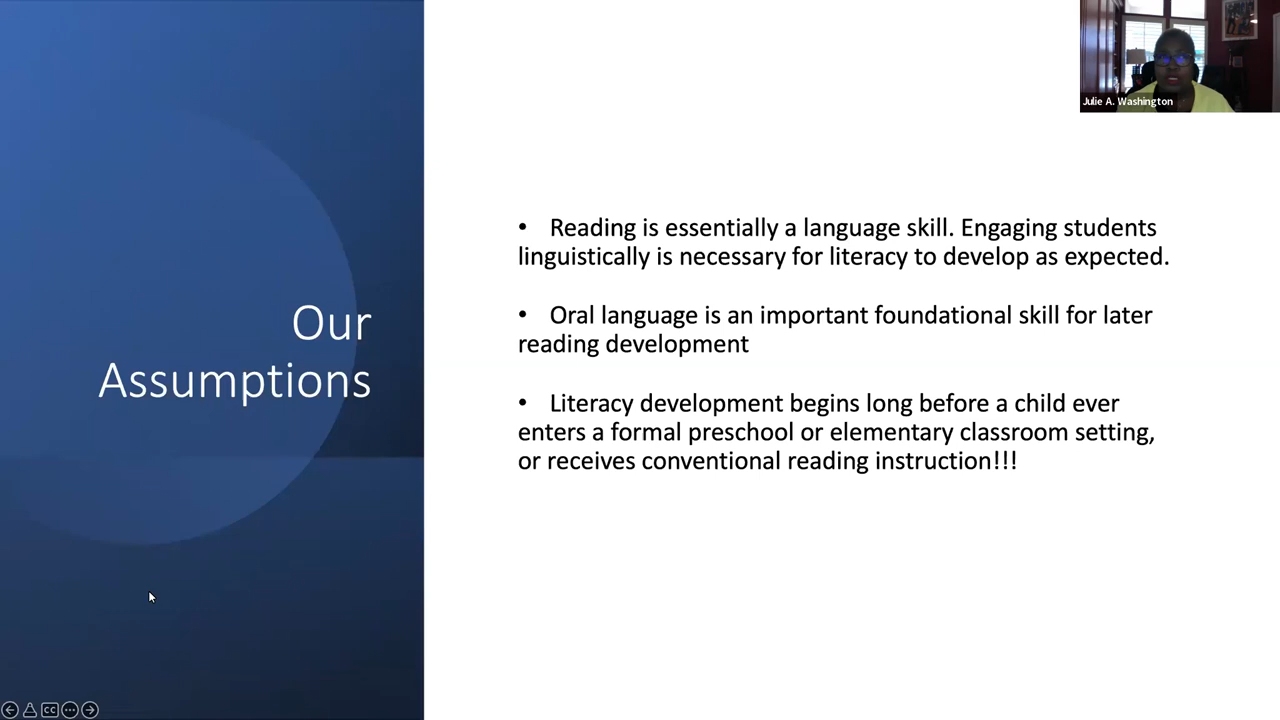 Our
Assumptions
• Reading is essentially a language skill. Engaging students
linguistically is necessary for literacy to develop as expected.
• Oral language is an important foundational skill for later
reading development
• Literacy development begins long before a child ever
enters a formal preschool or elementary classroom setting,
or receives conventional reading instruction!!!
Julie A. Washington
CC